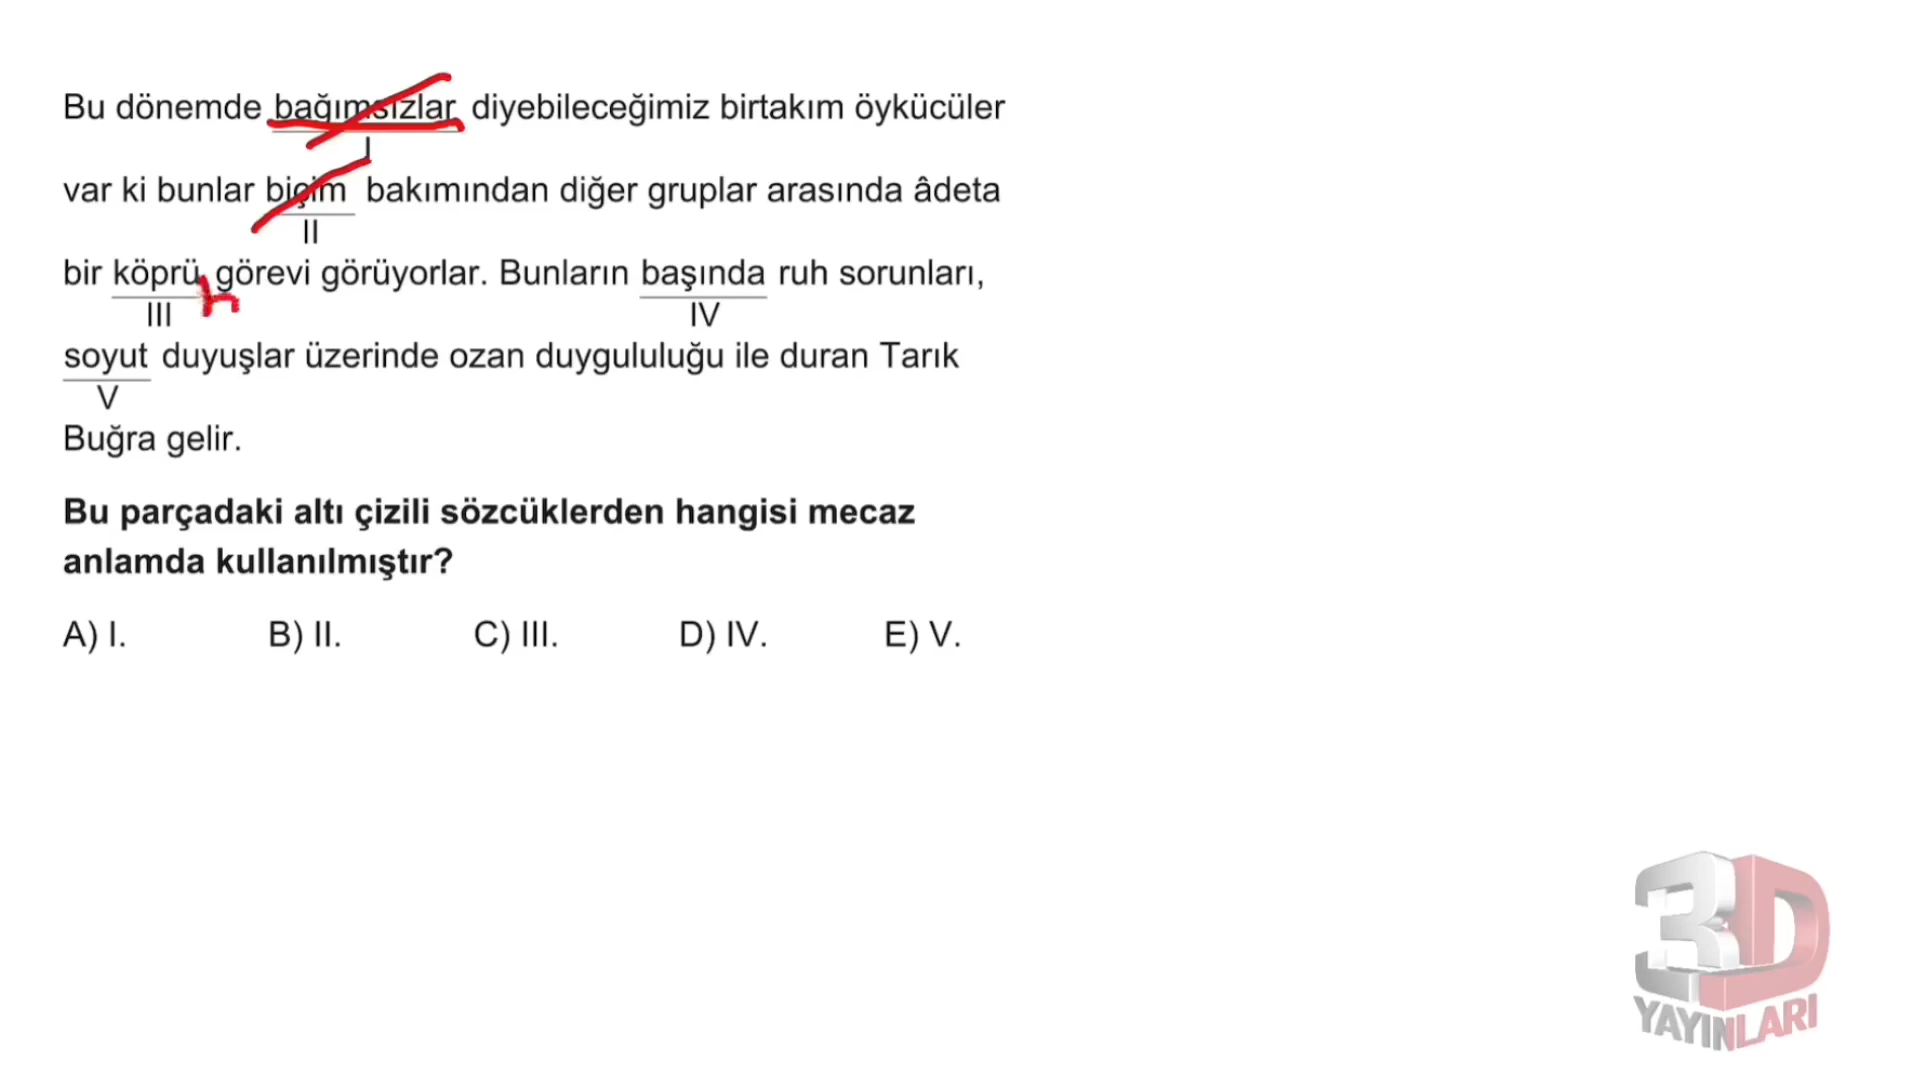 Bu dönemde bağımsızlar diyebileceğimiz birtakım öykücüler
I
var ki bunlar biçim bakımından diğer gruplar arasında âdeta
II
bir köprü görevi görüyorlar. Bunların başında ruh sorunları,
III IV
soyut duyuşlar üzerinde ozan duygululuğu ile duran Tarık
V
Buğra gelir.
Bu parçadaki altı çizili sözcüklerden hangisi mecaz
anlamda kullanılmıştır?
A) I. B) II. C) III. D) IV. E) V.
3D
YAYINLARI